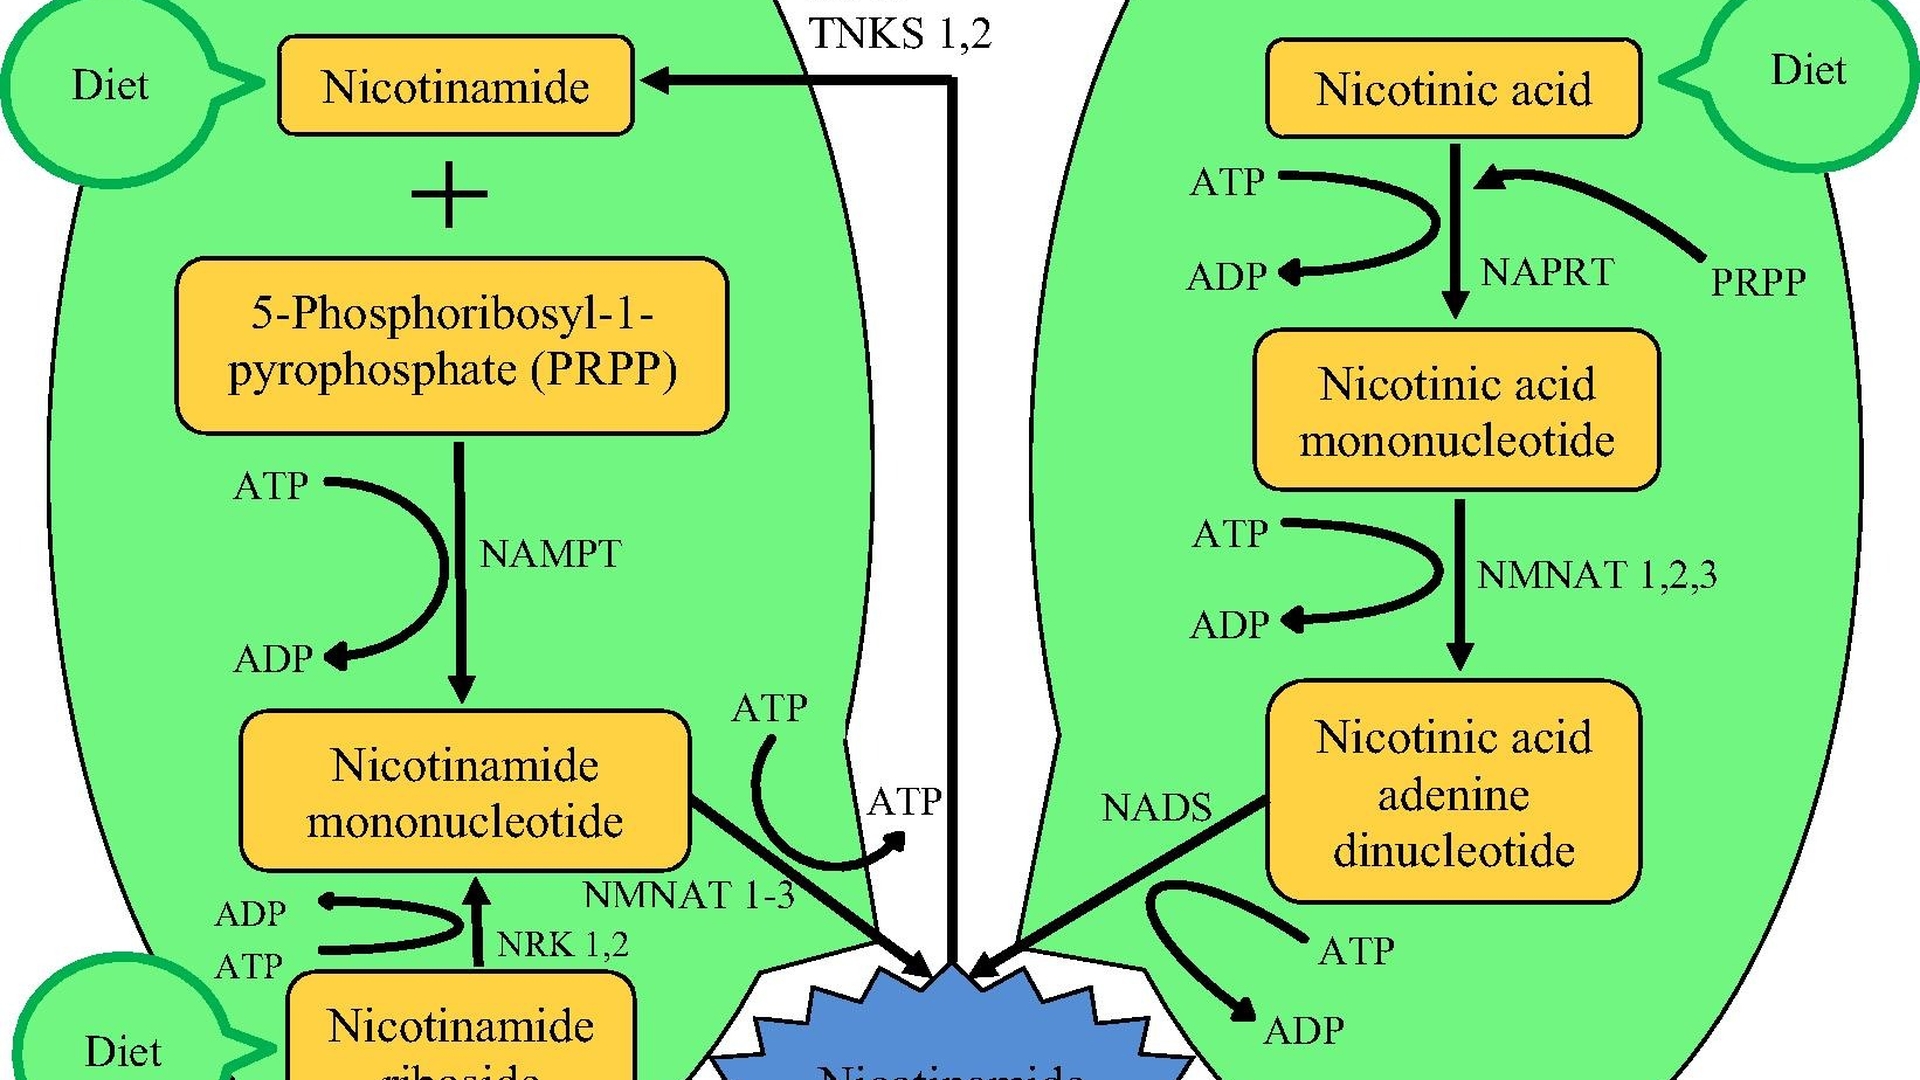 TNKS 1,2
Diet
Nicotinamide
Nicotinic acid
Diet
+
ATP
ADP
NAPRT
PRPP
5-Phosphoribosyl-1-
pyrophosphate (PRPP)
Nicotinic acid
mononucleotide
ATP
NAMPT
ADP
ATP
NMNAT 1,2,3
ADP
Nicotinamide
mononucleotide
ATP
ATP
NADS
Nicotinic acid
adenine
dinucleotide
NMNAT 1-3
ADP
ATP
NRK 1,2
ATP
ADP
Diet
Nicotinamide
riboside
Nicotinamide